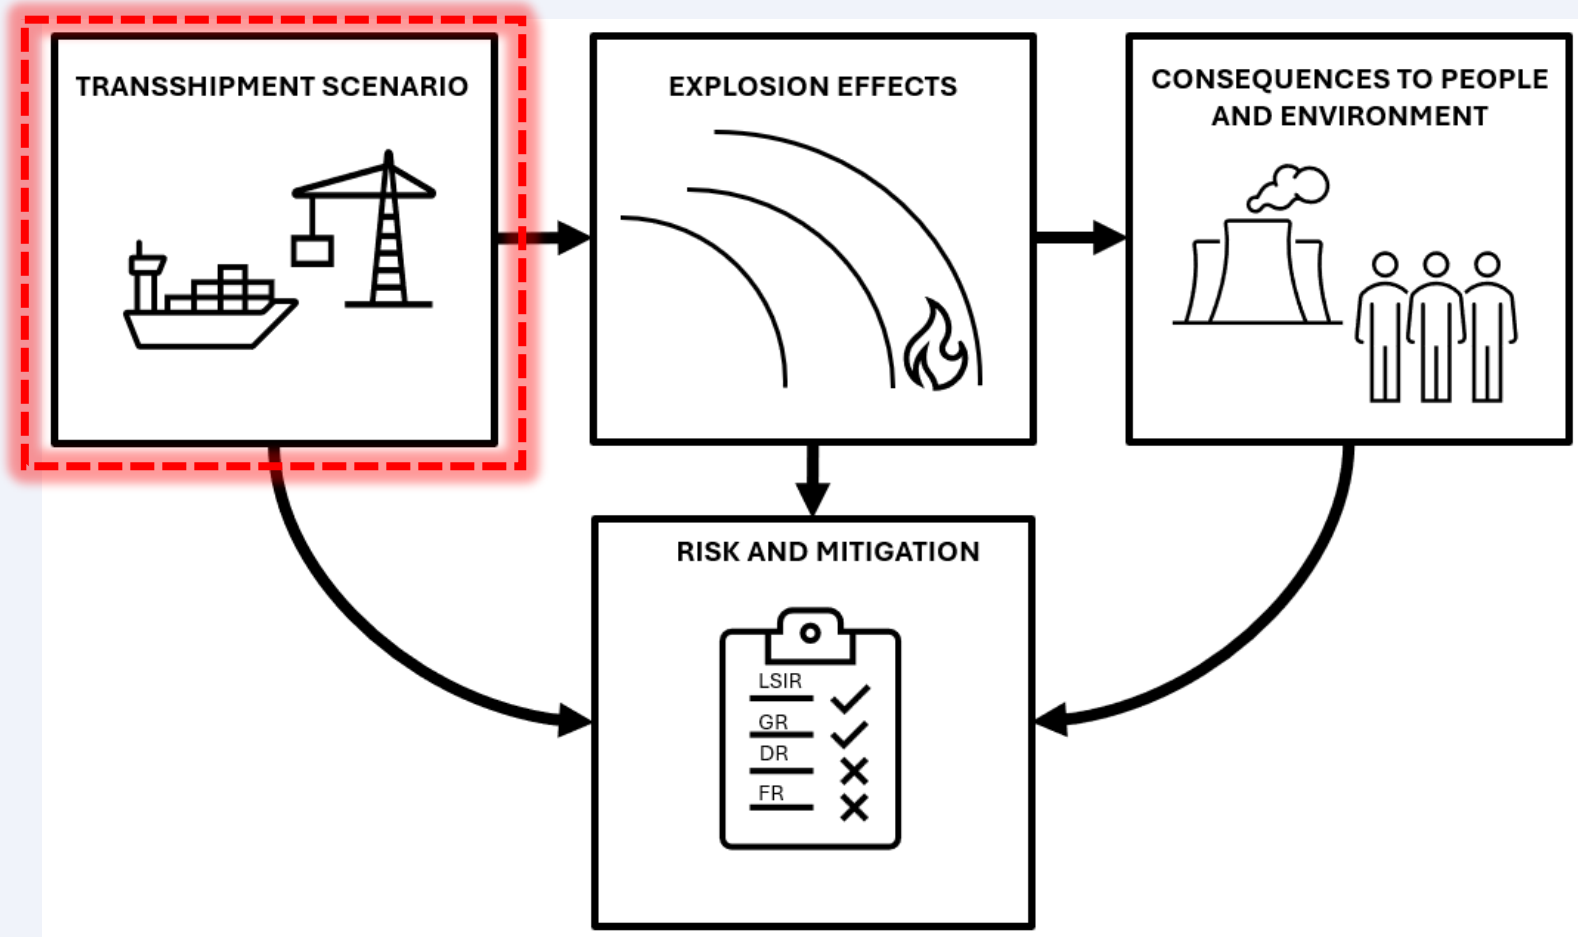 TRANSSHIPMENT SCENARIO
EXPLOSION EFFECTS
CONSEQUENCES TO PEOPLE
AND ENVIRONMENT
RISK AND MITIGATION
LSIR
GR
DR
FR